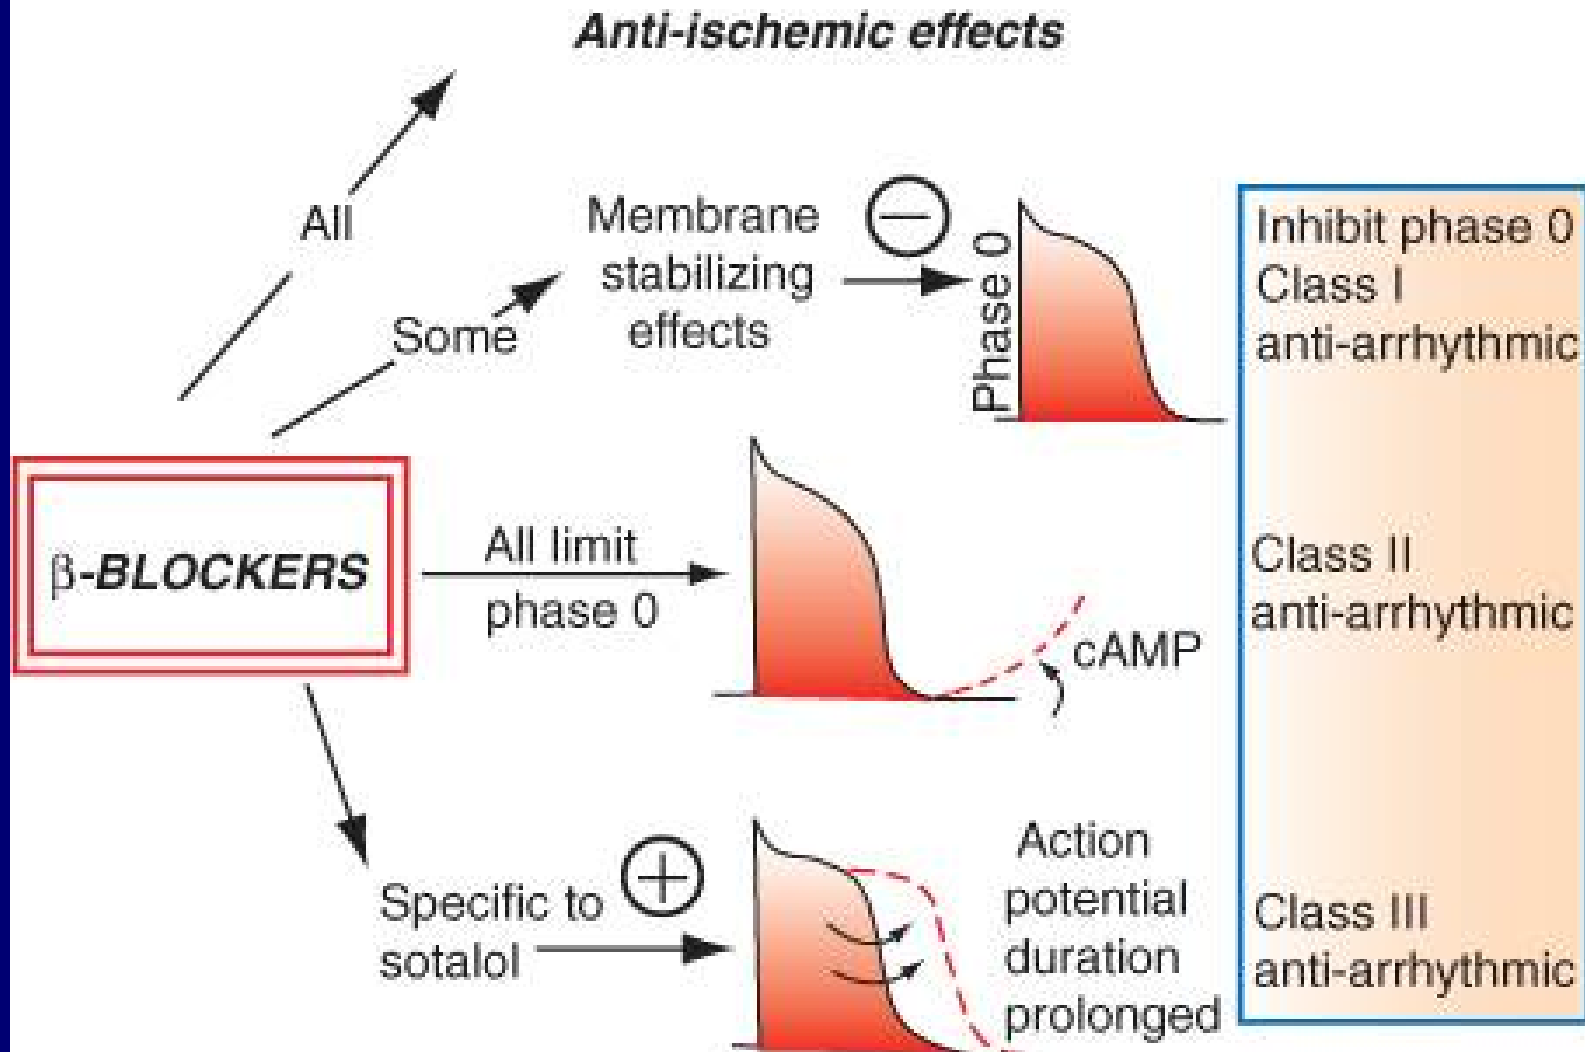 Anti-ischemic effects
All
Some
Membrane
stabilizing
effects
−
Phase 0
Inhibit phase 0
Class I
anti-arrhythmic
β-BLOCKERS
All limit
phase 0
cAMP
Class II
anti-arrhythmic
Specific to
sotalol
+
Action
potential
duration
prolonged
Class III
anti-arrhythmic